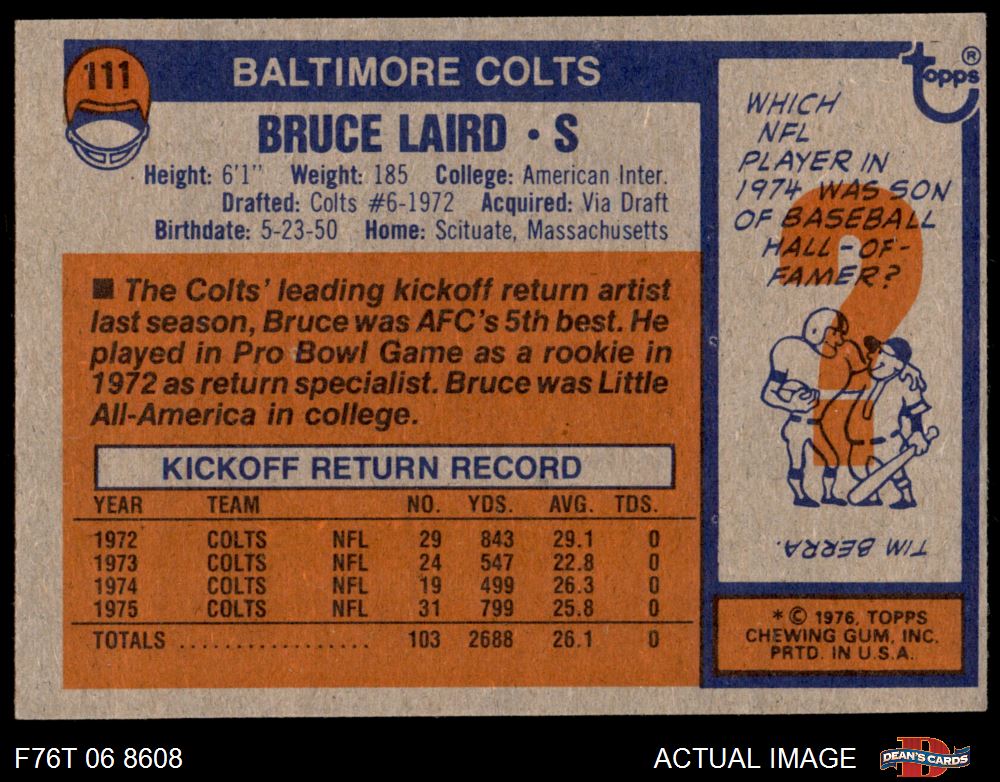 111
BALTIMORE COLTS
BRUCE LAIRD • S
Height: 6'1" Weight: 185 College: American Inter.
Drafted: Colts #6-1972 Acquired: Via Draft
Birthdate: 5-23-50 Home: Scituate, Massachusetts
■ The Colts' leading kickoff return artist
last season, Bruce was AFC's 5th best. He
played in Pro Bowl Game as a rookie in
1972 as return specialist. Bruce was Little
All-America in college.
KICKOFF RETURN RECORD
YEAR TEAM NO. YDS. AVG. TDS.
1972 COLTS NFL 29 843 29.1 0
1973 COLTS NFL 24 547 22.8 0
1974 COLTS NFL 19 499 26.3 0
1975 COLTS NFL 31 799 25.8 0
TOTALS ................. 103 2688 26.1 0
topps ®
WHICH
NFL
PLAYER IN
1974 WAS SON
OF BASEBALL
HALL-OF-
FAMER?
?
TIM BERRA.
* © 1976, TOPPS
CHEWING GUM, INC.
PRTD. IN U.S.A.
F76T 06 8608
ACTUAL IMAGE
D
DEAN'S CARDS